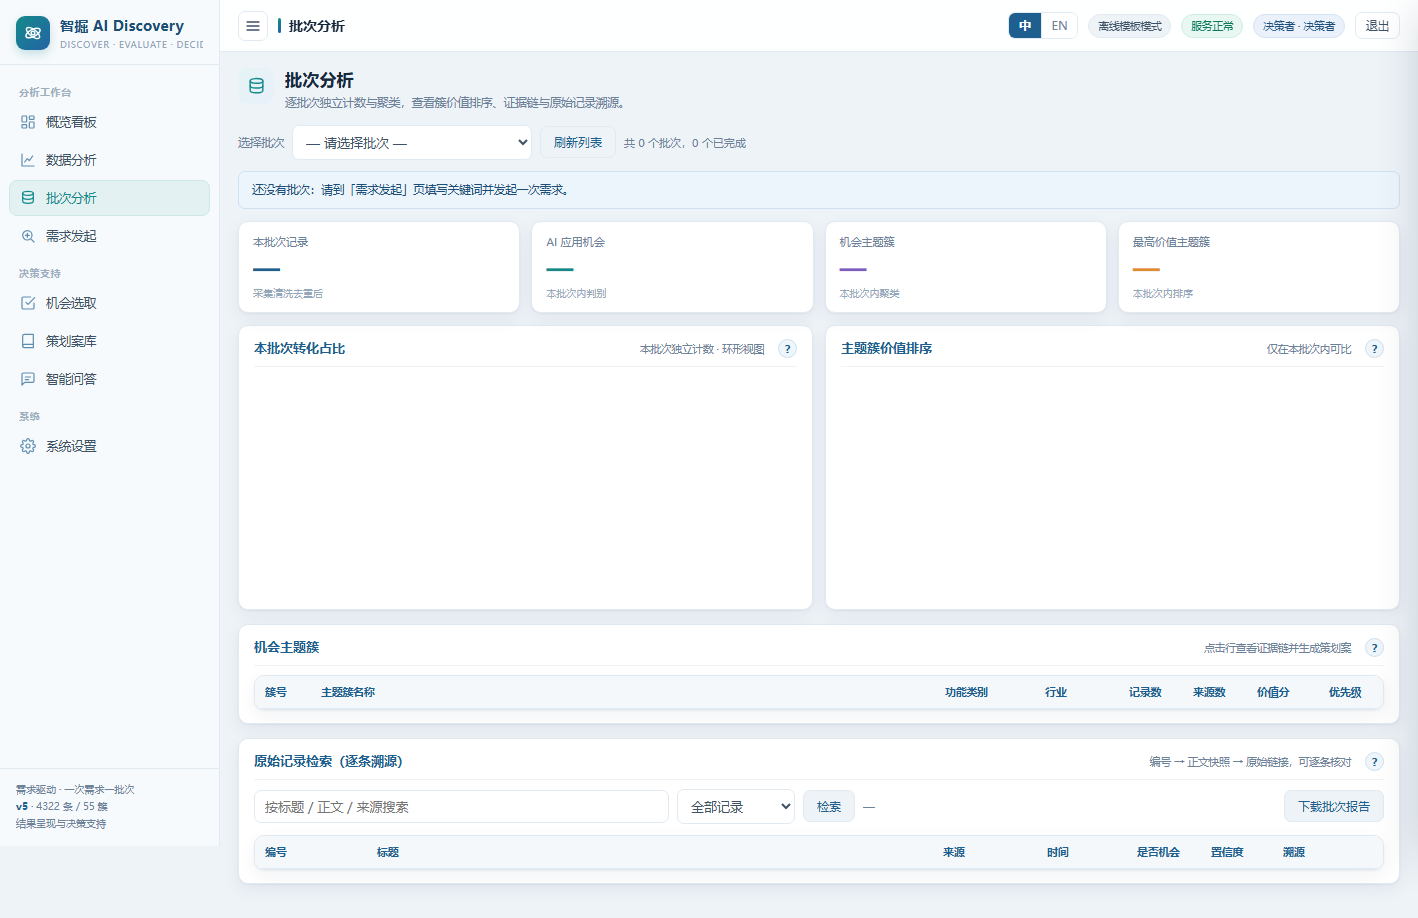 智掘 AI Discovery
DISCOVER · EVALUATE · DECID
分析工作台
概览看板
数据分析
批次分析
需求发起
决策支持
机会选取
策划案库
智能问答
系统
系统设置
需求驱动 · 一次需求一批次
v5 · 4322 条 / 55 簇
结果呈现与决策支持
批次分析
中 EN 离线模板模式 服务正常 决策者 · 决策者 退出
批次分析
逐批次独立计数与聚类，查看簇价值排序、证据链与原始记录溯源。
选择批次 — 请选择批次 — 刷新列表 共 0 个批次，0 个已完成
还没有批次：请到「需求发起」页填写关键词并发起一次需求。
本批次记录
—
采集清洗去重后
AI 应用机会
—
本批次内判别
机会主题簇
—
本批次内聚类
最高价值主题簇
—
本批次内排序
本批次转化占比 本批次独立计数 · 环形视图 ?
主题簇价值排序 仅在本批次内可比 ?
机会主题簇 点击行查看证据链并生成策划案 ?
簇号 主题簇名称 功能类别 行业 记录数 来源数 价值分 优先级
原始记录检索（逐条溯源） 编号 → 正文快照 → 原始链接，可逐条核对 ?
按标题 / 正文 / 来源搜索 全部记录 检索 — 下载批次报告
编号 标题 来源 时间 是否机会 置信度 溯源